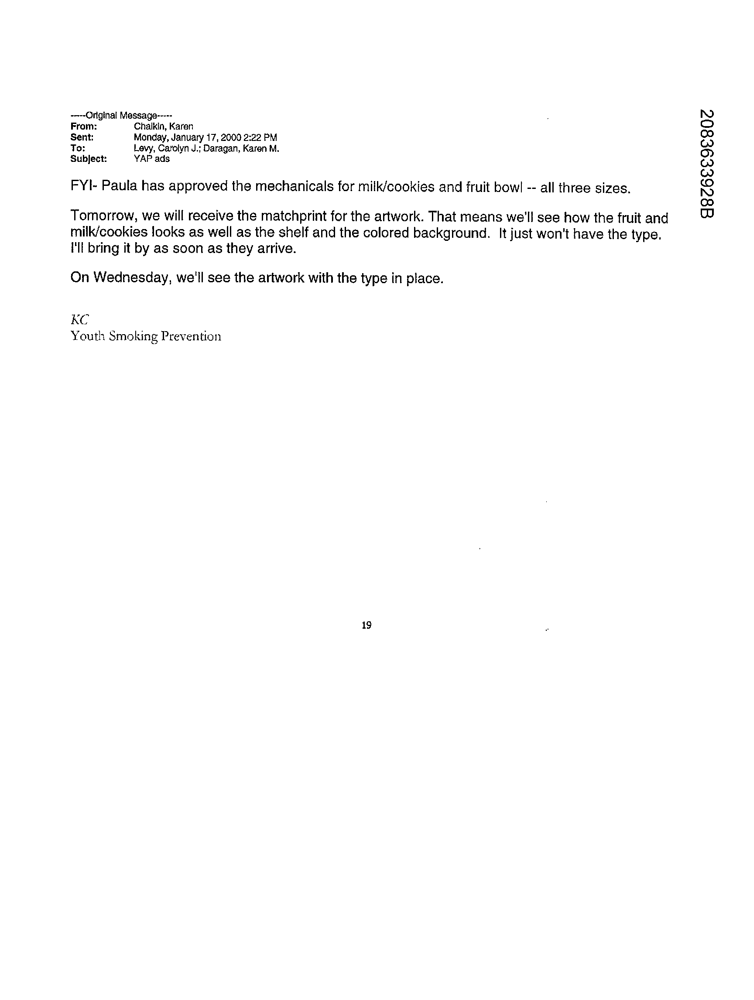 -----Original Message-----
From: Chaikin, Karen
Sent: Monday, January 17, 2000 2:22 PM
To: Levy, Carolyn J.; Daragan, Karen M.
Subject: YAP ads
FYI- Paula has approved the mechanicals for milk/cookies and fruit bowl -- all three sizes.
Tomorrow, we will receive the matchprint for the artwork. That means we'll see how the fruit and
milk/cookies looks as well as the shelf and the colored background.  It just won't have the type.
I'll bring it by as soon as they arrive.
On Wednesday, we'll see the artwork with the type in place.
KC
Youth Smoking Prevention
19
2083633928B